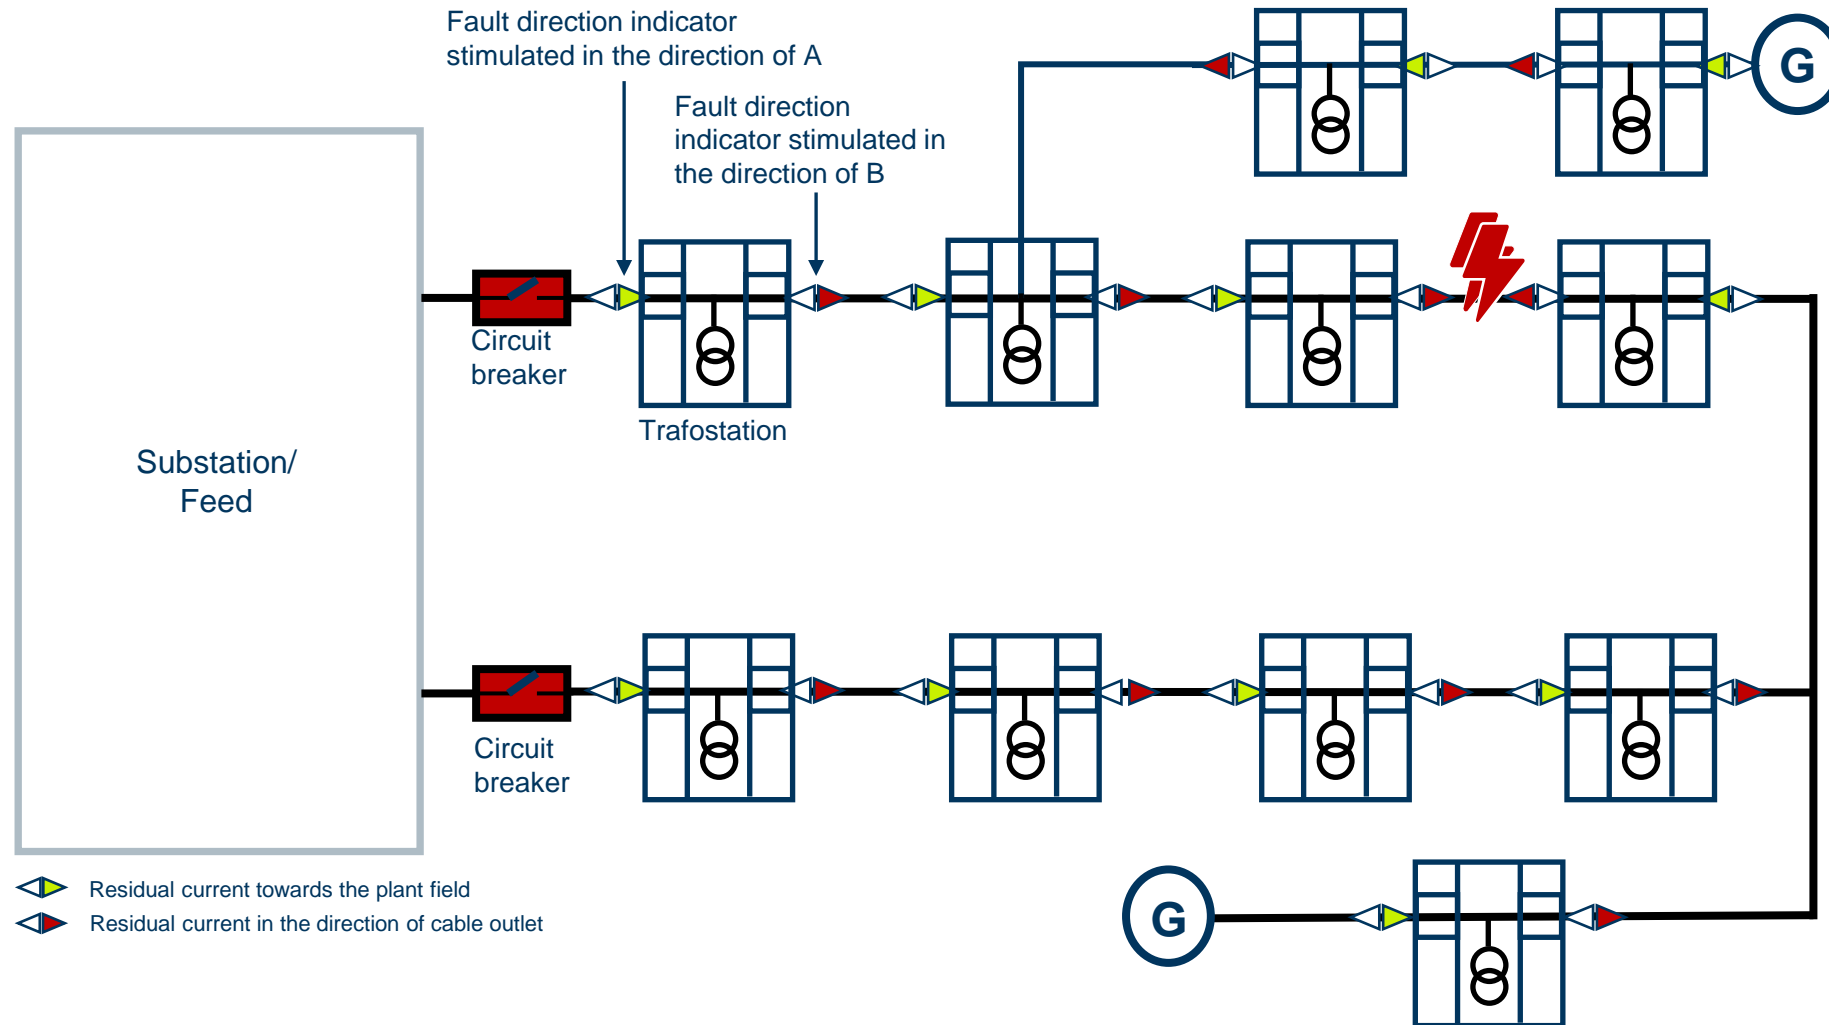 Fault direction indicator
stimulated in the direction of A
Fault direction
indicator stimulated in
the direction of B
G
Circuit
breaker
Trafostation
Substation/
Feed
Circuit
breaker
Residual current towards the plant field
Residual current in the direction of cable outlet
G